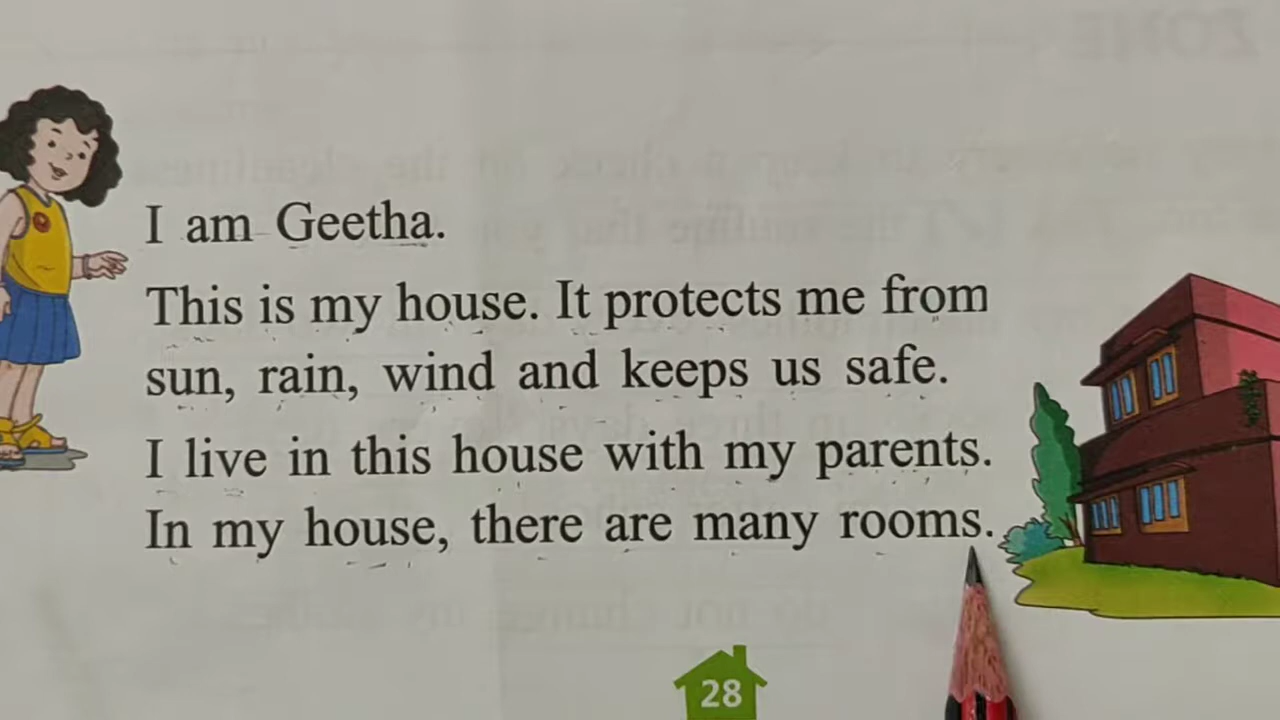 I am Geetha.
This is my house. It protects me from
sun, rain, wind and keeps us safe.
I live in this house with my parents.
In my house, there are many rooms.
28